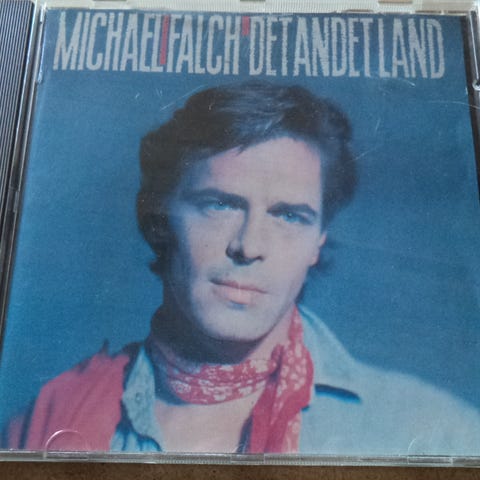 MICHAEL FALCH DET ANDET LAND